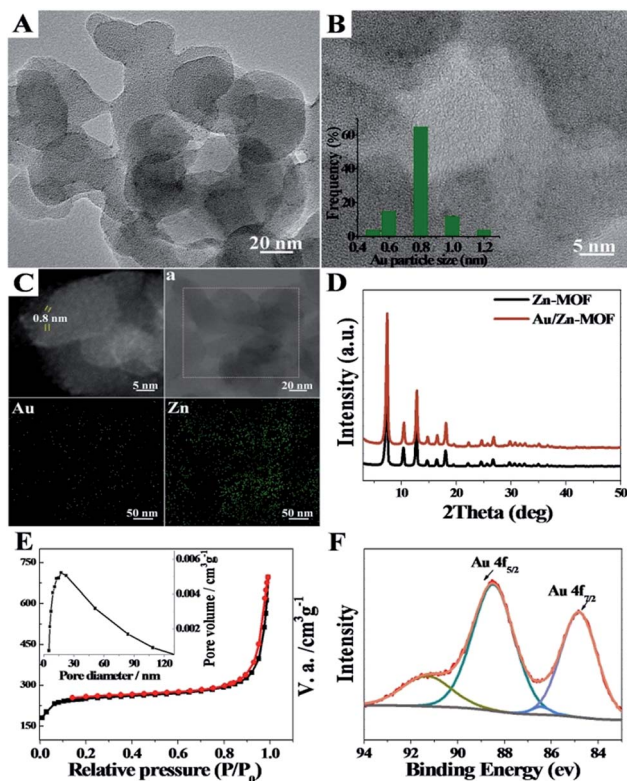 A
20 nm
B
Frequency (%)
60
40
20
0
0.4 0.6 0.8 1.0 1.2
Au particle size (nm)
5 nm
C
0.8 nm
5 nm
a
20 nm
Au
50 nm
Zn
50 nm
D
Zn-MOF
Au/Zn-MOF
Intensity (a.u.)
10 20 30 40 50
2Theta (deg)
E
750
600
450
300
150
0.006
0.004
0.002
0.000
Pore volume / cm³g⁻¹
0 30 60 90 120
Pore diameter / nm
V. a. /cm³g⁻¹
0.0 0.2 0.4 0.6 0.8 1.0
Relative pressure (P/P₀)
F
Au 4f₅/₂
Au 4f₇/₂
Intensity
94 92 90 88 86 84
Binding Energy (ev)